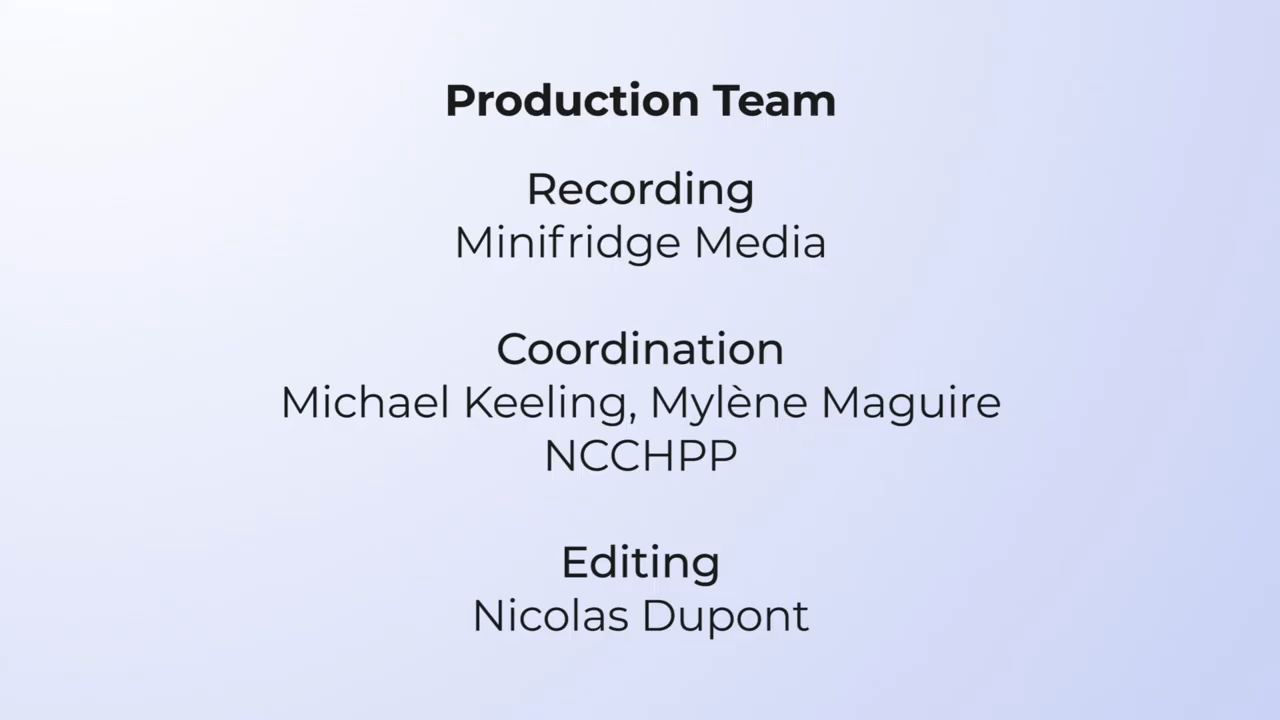 Production Team
Recording
Minifridge Media
Coordination
Michael Keeling, Mylène Maguire
NCCHPP
Editing
Nicolas Dupont